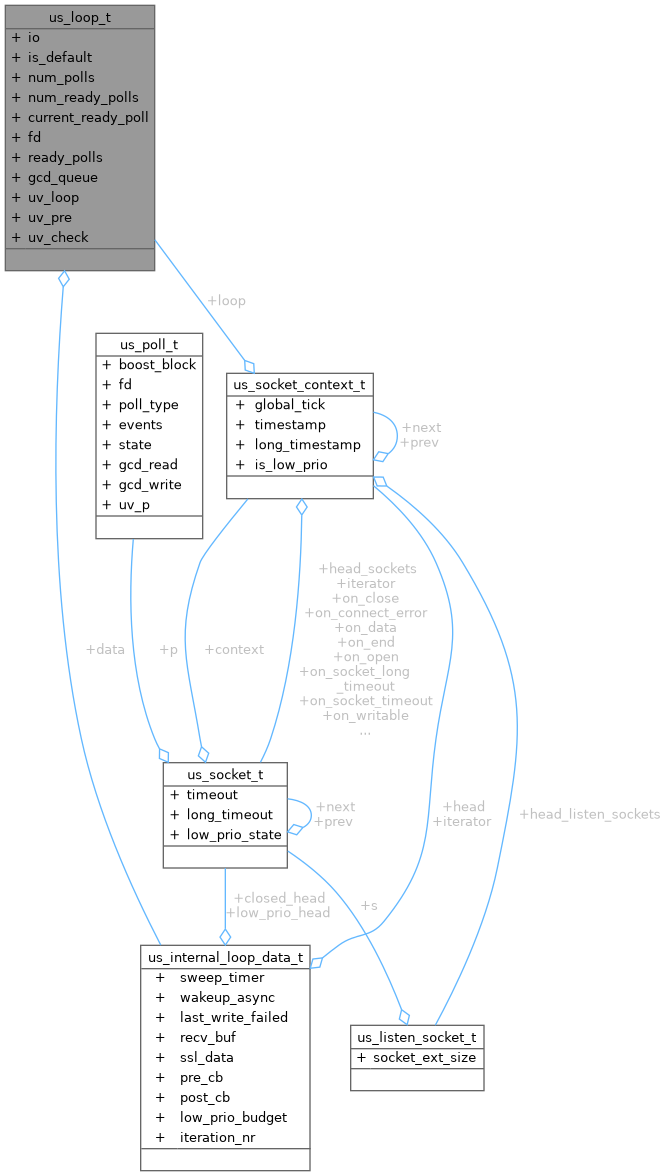 us_loop_t
+ io
+ is_default
+ num_polls
+ num_ready_polls
+ current_ready_poll
+ fd
+ ready_polls
+ gcd_queue
+ uv_loop
+ uv_pre
+ uv_check
+loop
us_poll_t
+ boost_block
+ fd
+ poll_type
+ events
+ state
+ gcd_read
+ gcd_write
+ uv_p
us_socket_context_t
+ global_tick
+ timestamp
+ long_timestamp
+ is_low_prio
+next
+prev
+data
+p
+context
+head_sockets
+iterator
+on_close
+on_connect_error
+on_data
+on_end
+on_open
+on_socket_long
_timeout
+on_socket_timeout
+on_writable
...
us_socket_t
+ timeout
+ long_timeout
+ low_prio_state
+next
+prev
+head
+iterator
+head_listen_sockets
+closed_head
+low_prio_head
+s
us_internal_loop_data_t
+ sweep_timer
+ wakeup_async
+ last_write_failed
+ recv_buf
+ ssl_data
+ pre_cb
+ post_cb
+ low_prio_budget
+ iteration_nr
us_listen_socket_t
+ socket_ext_size